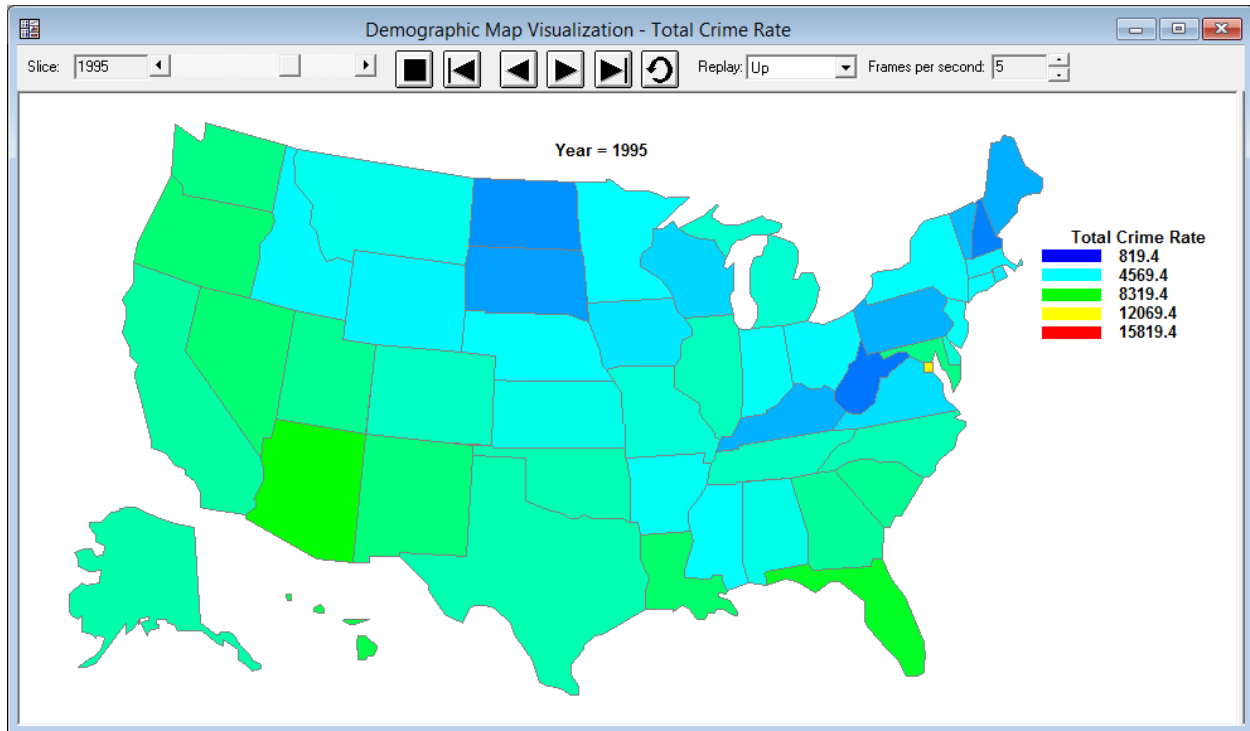 Demographic Map Visualization - Total Crime Rate
Slice: 1995 Replay: Up Frames per second: 5
Year = 1995
Total Crime Rate
819.4
4569.4
8319.4
12069.4
15819.4